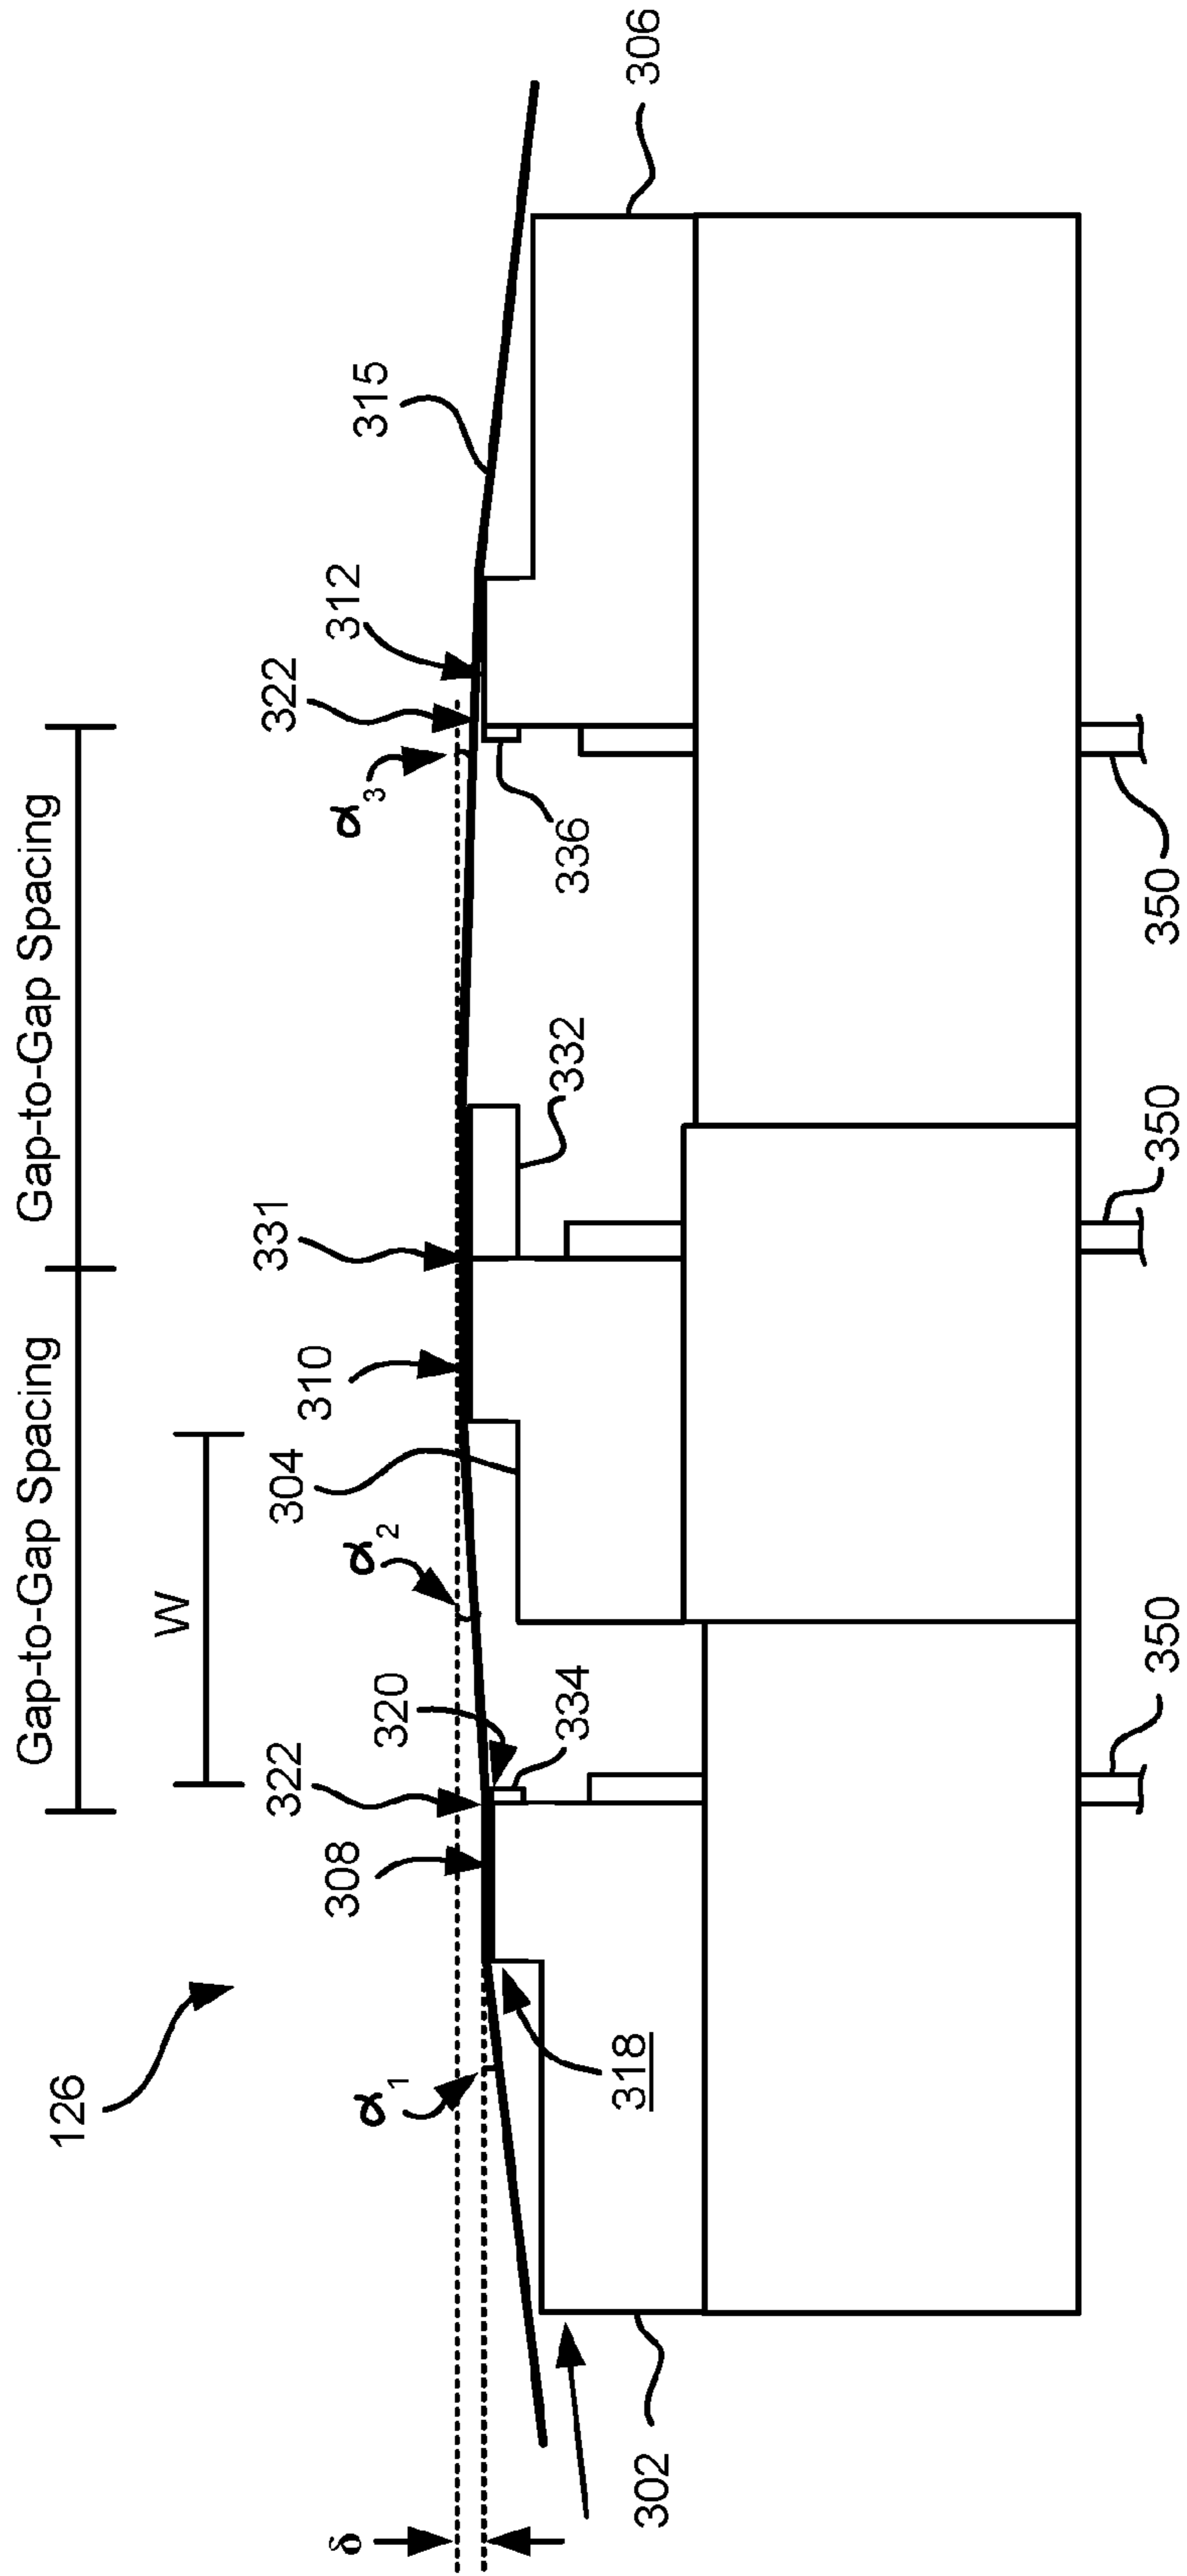 Gap-to-Gap Spacing
Gap-to-Gap Spacing
W
126
δ
α1
308
322
320
334
α2
304
310
331
332
α3
322
312
336
315
306
318
302
350
350
350